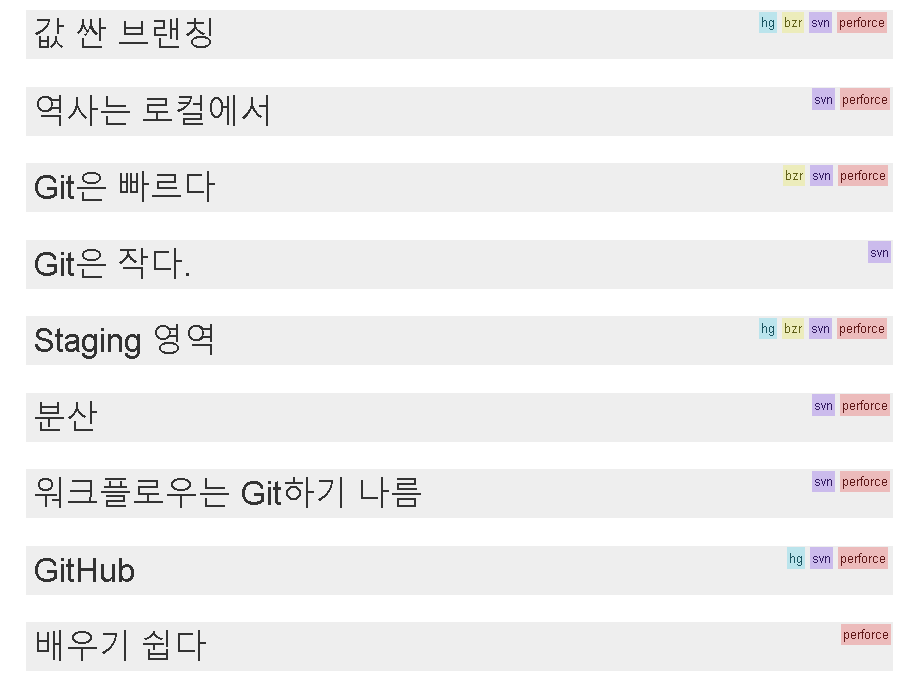 값 싼 브랜칭 hg bzr svn perforce
역사는 로컬에서 svn perforce
Git은 빠르다 bzr svn perforce
Git은 작다. svn
Staging 영역 hg bzr svn perforce
분산 svn perforce
워크플로우는 Git하기 나름 svn perforce
GitHub hg svn perforce
배우기 쉽다 perforce